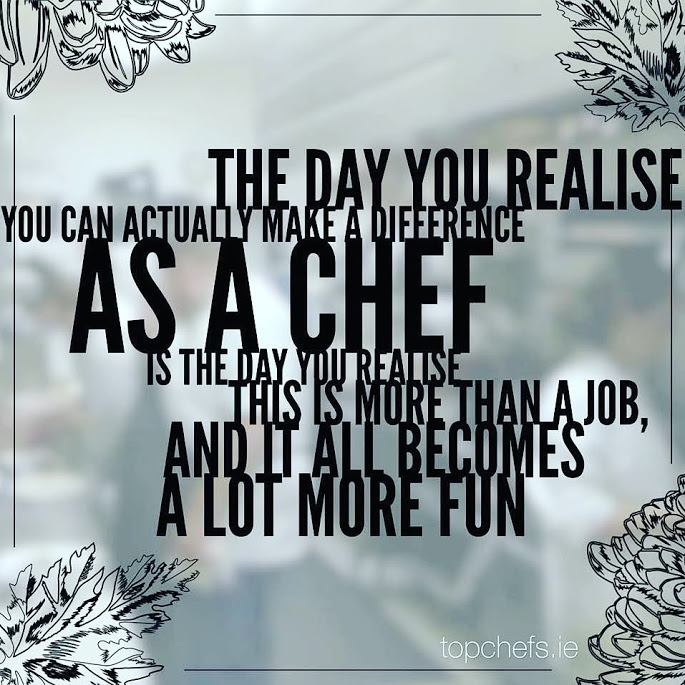 THE DAY YOU REALISE
YOU CAN ACTUALLY MAKE A DIFFERENCE
AS A CHEF
IS THE DAY YOU REALISE
THIS IS MORE THAN A JOB,
AND IT ALL BECOMES
A LOT MORE FUN
topchefs.ie